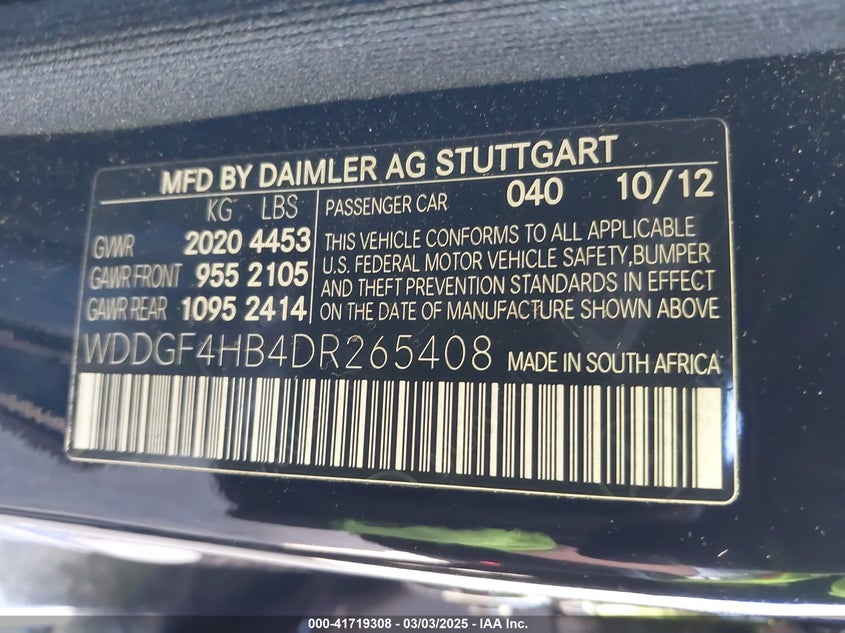 MFD BY DAIMLER AG STUTTGART
KG LBS
GVWR 2020 4453
GAWR FRONT 955 2105
GAWR REAR 1095 2414
PASSENGER CAR 040 10/12
THIS VEHICLE CONFORMS TO ALL APPLICABLE
U.S. FEDERAL MOTOR VEHICLE SAFETY,BUMPER
AND THEFT PREVENTION STANDARDS IN EFFECT
ON THE DATE OF MANUFACTURE SHOWN ABOVE
WDDGF4HB4DR265408 MADE IN SOUTH AFRICA
000-41719308 - 03/03/2025 - IAA Inc.